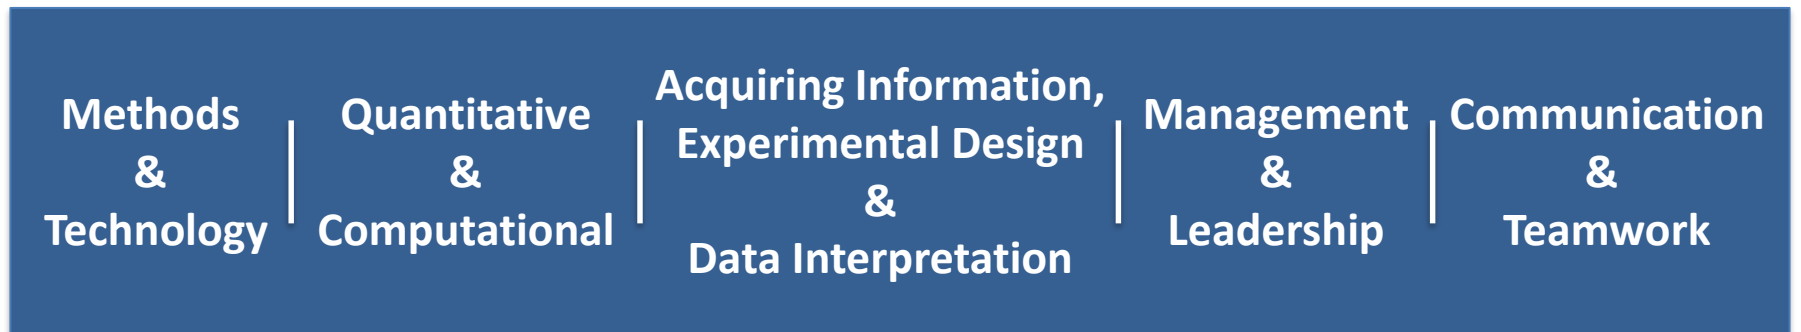 Methods
&
Technology
Quantitative
&
Computational
Acquiring Information,
Experimental Design
&
Data Interpretation
Management
&
Leadership
Communication
&
Teamwork